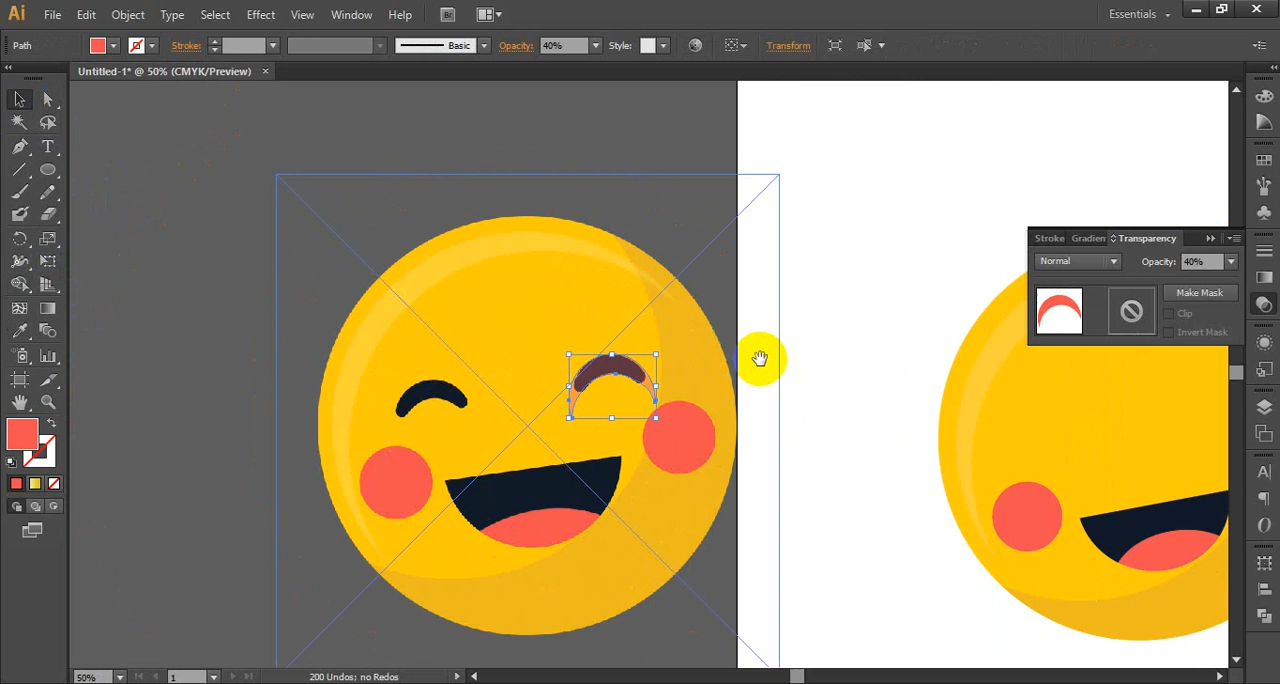 Ai File Edit Object Type Select Effect View Window Help Br Essentials
Path Stroke: Basic Opacity: 40% Style: Transform
Untitled-1* @ 50% (CMYK/Preview) ×
Stroke Gradien Transparency
Normal Opacity: 40%
Make Mask
Clip
Invert Mask
50% 1 200 Undos; no Redos